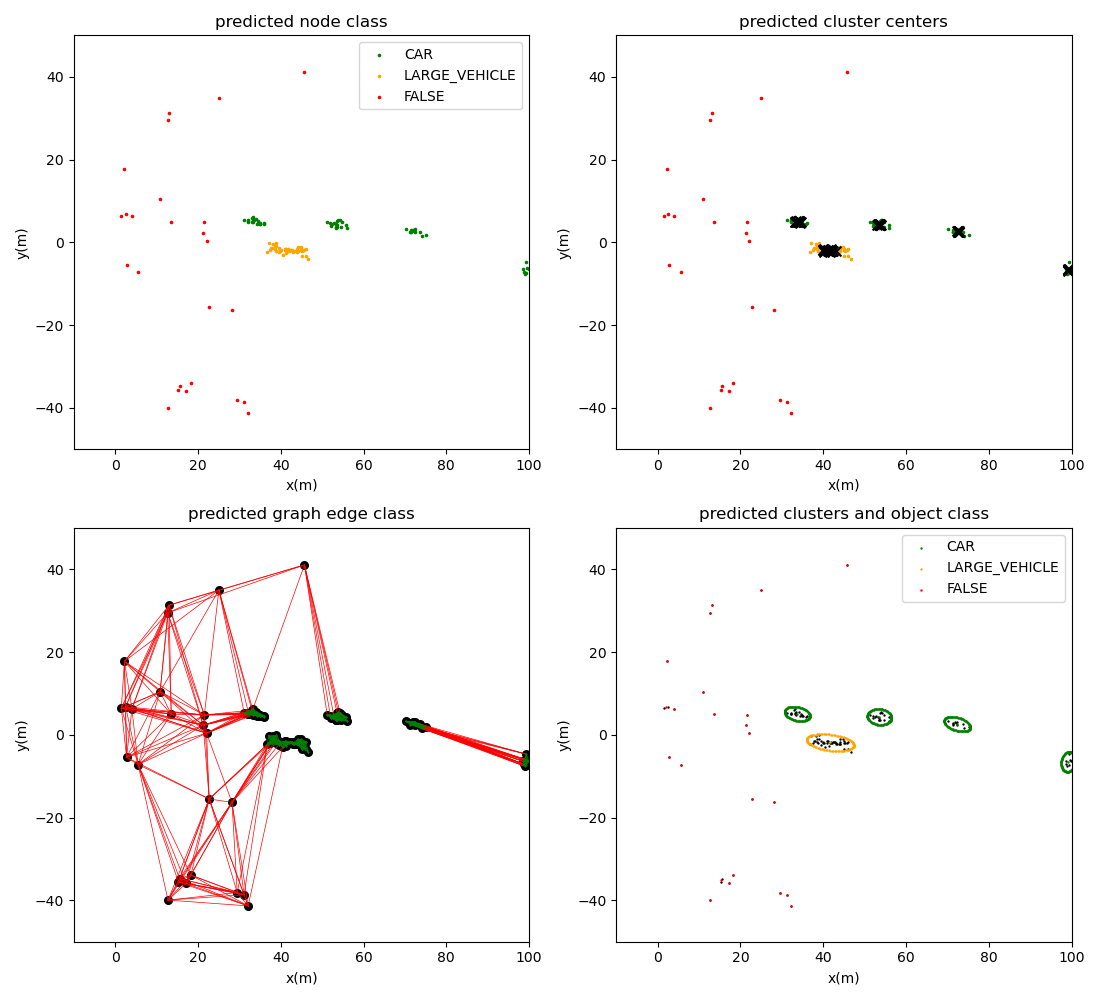 predicted node class
CAR
LARGE_VEHICLE
FALSE
40
20
0
−20
−40
y(m)
0 20 40 60 80 100
x(m)
predicted cluster centers
40
20
0
−20
−40
y(m)
0 20 40 60 80 100
x(m)
predicted graph edge class
40
20
0
−20
−40
y(m)
0 20 40 60 80 100
x(m)
predicted clusters and object class
CAR
LARGE_VEHICLE
FALSE
40
20
0
−20
−40
y(m)
0 20 40 60 80 100
x(m)